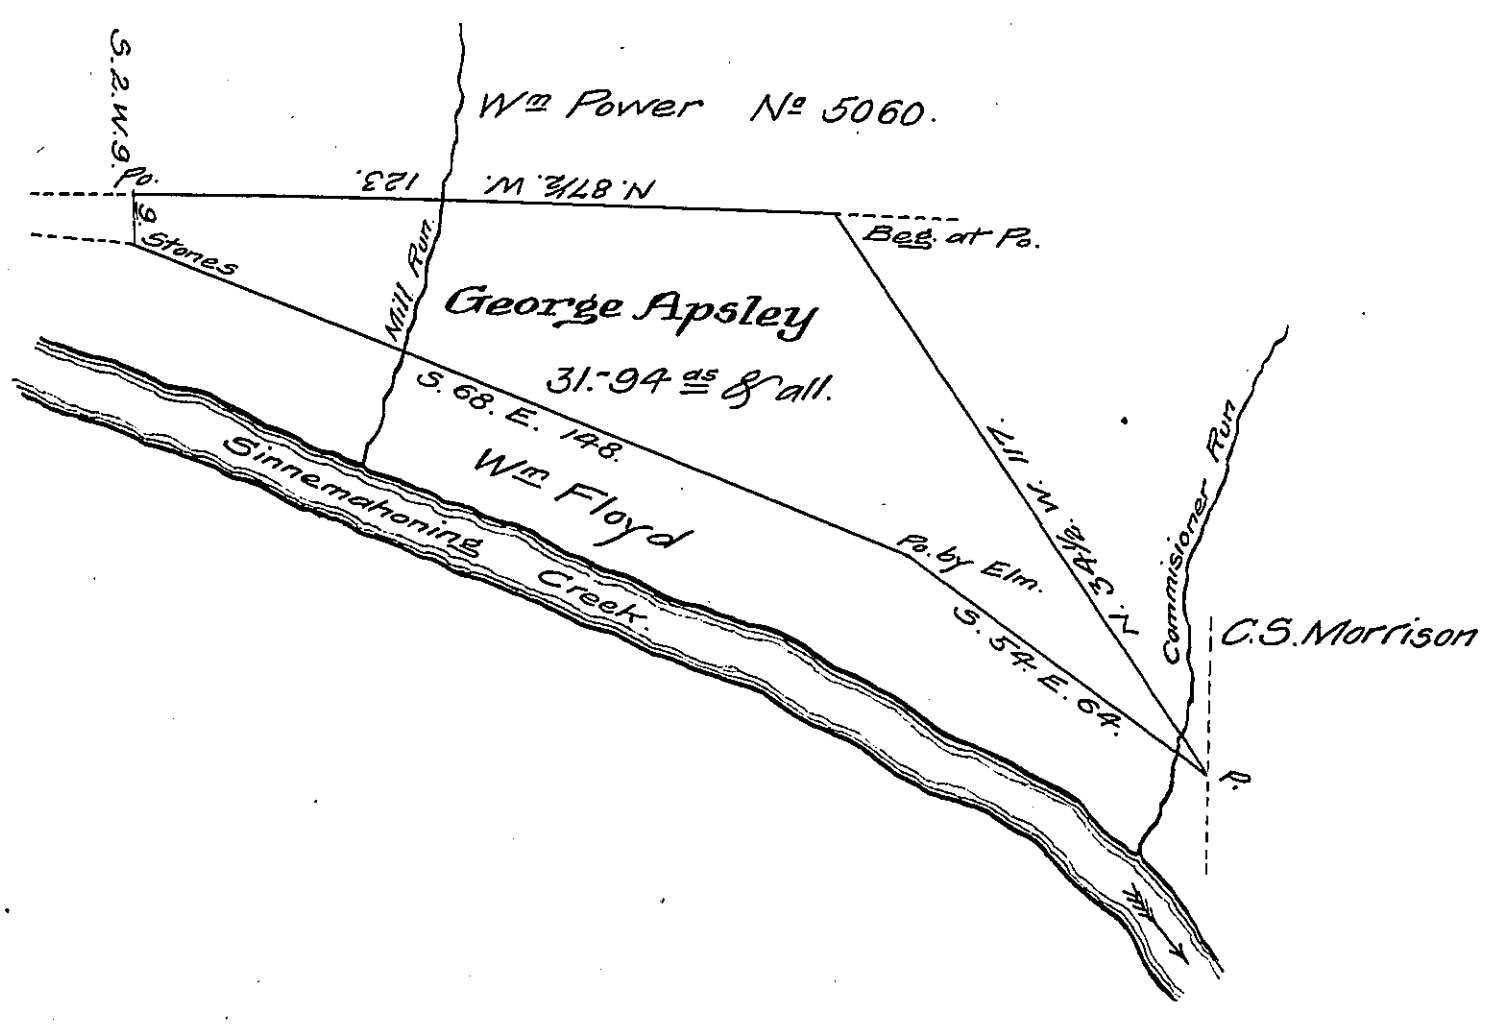 S. 2. W. 9.
Wm Power No 5060.
Po.
N. 87½. W. 123.
9.
Stones
Mill Run.
Beg. at Po.
George Apsley
31.-94 as & all.
S. 68. E. 148.
N. 34½. W. 117.
Commisioner Run
Wm Floyd
Sinnemahoning
Creek.
Po. by Elm.
S. 54. E. 64.
C.S. Morrison
P.